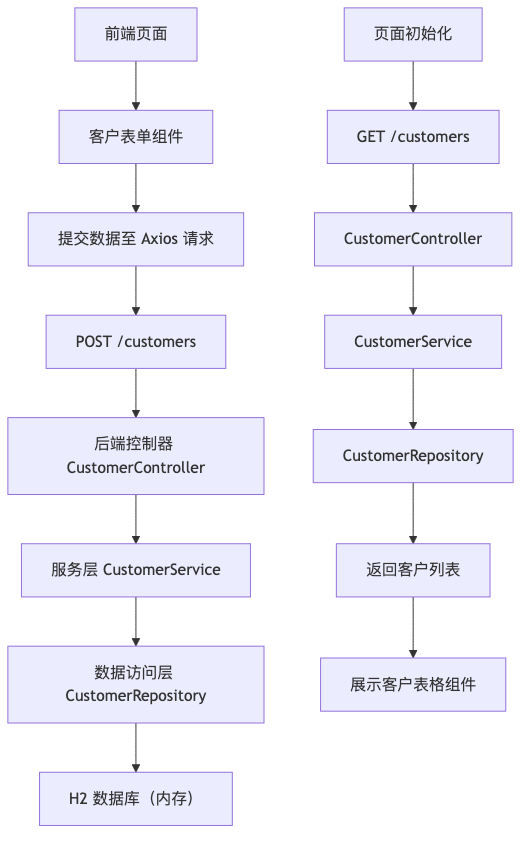 前端页面
客户表单组件
提交数据至 Axios 请求
POST /customers
后端控制器
CustomerController
服务层 CustomerService
数据访问层
CustomerRepository
H2 数据库（内存）
页面初始化
GET /customers
CustomerController
CustomerService
CustomerRepository
返回客户列表
展示客户表格组件